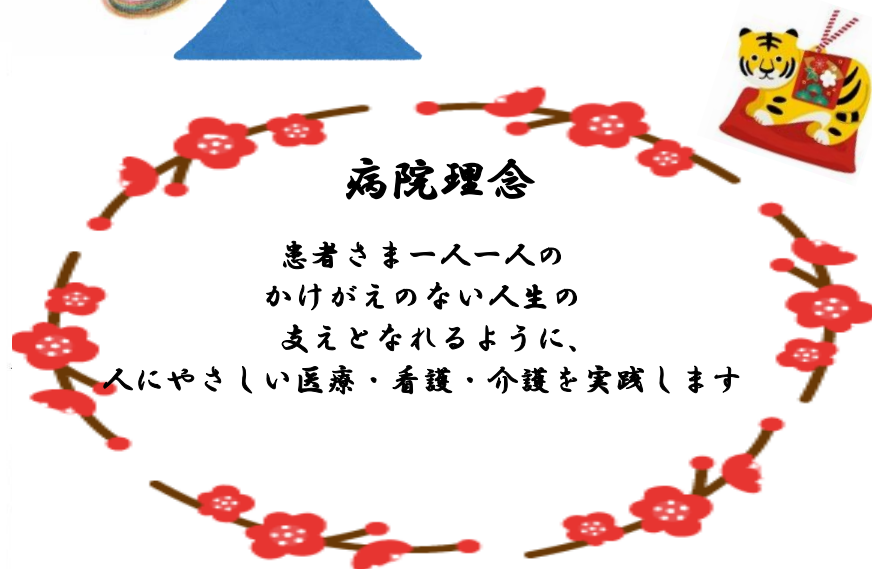 病院理念
患者さま一人一人の
かけがえのない人生の
支えとなれるように、
人にやさしい医療・看護・介護を実践します